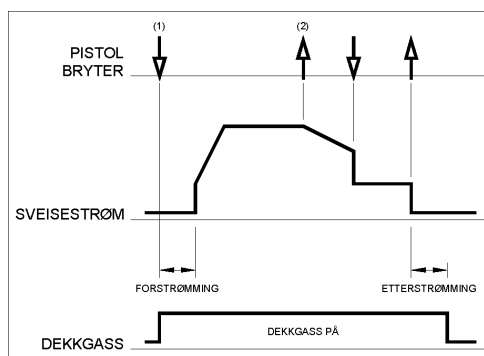 (1)
(2)
PISTOL
BRYTER
SVEISESTRØM
FORSTRØMMING
ETTERSTRØMMING
DEKKGASS PÅ
DEKKGASS